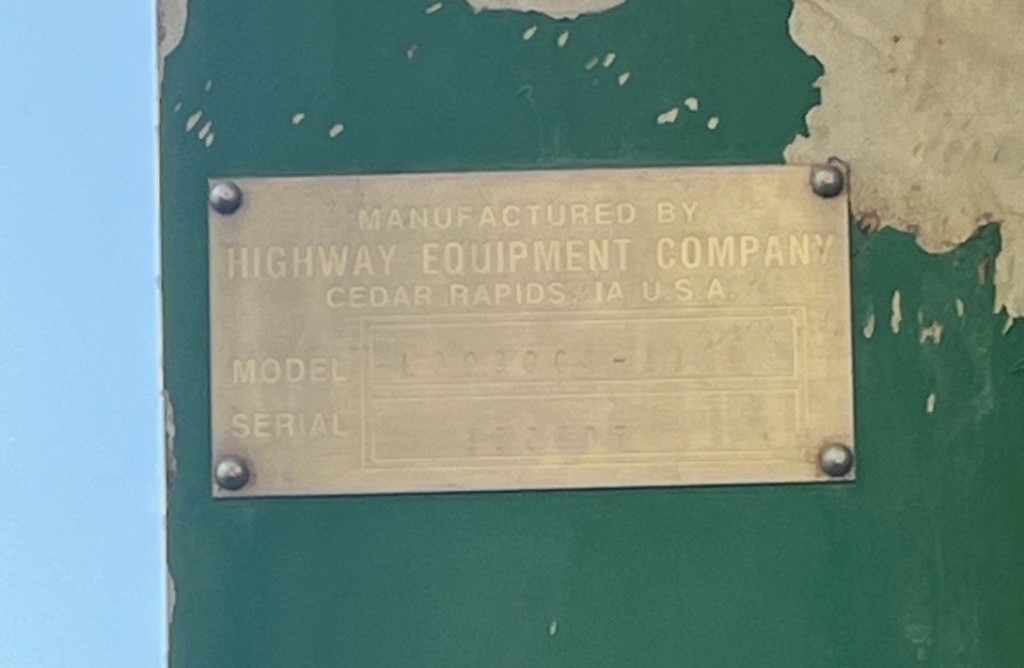 MANUFACTURED BY
HIGHWAY EQUIPMENT COMPANY
CEDAR RAPIDS, IA U.S.A.
MODEL
SERIAL